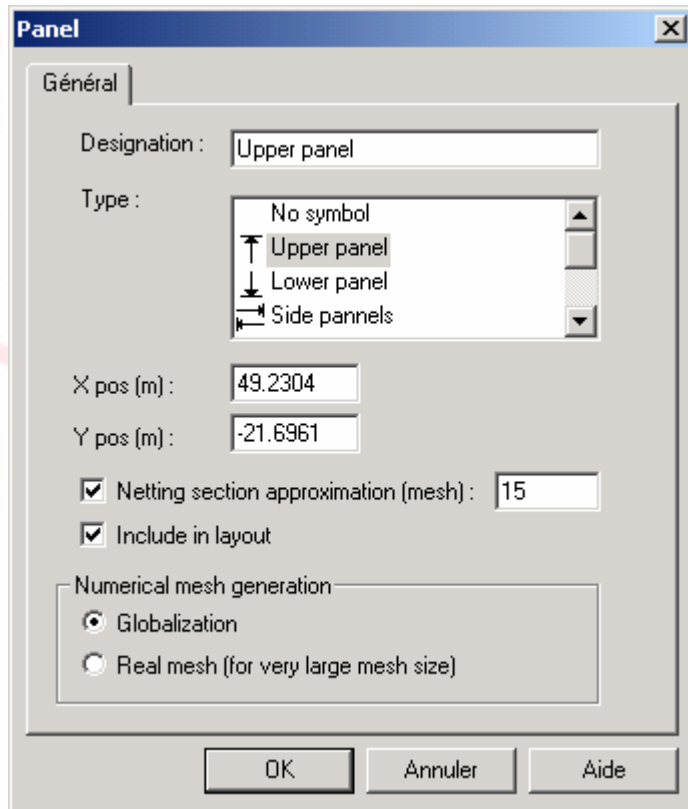 Panel
Général
Designation : Upper panel
Type :
No symbol
Upper panel
Lower panel
Side pannels
X pos (m) : 49.2304
Y pos (m) : -21.6961
Netting section approximation (mesh) : 15
Include in layout
Numerical mesh generation
Globalization
Real mesh (for very large mesh size)
OK Annuler Aide